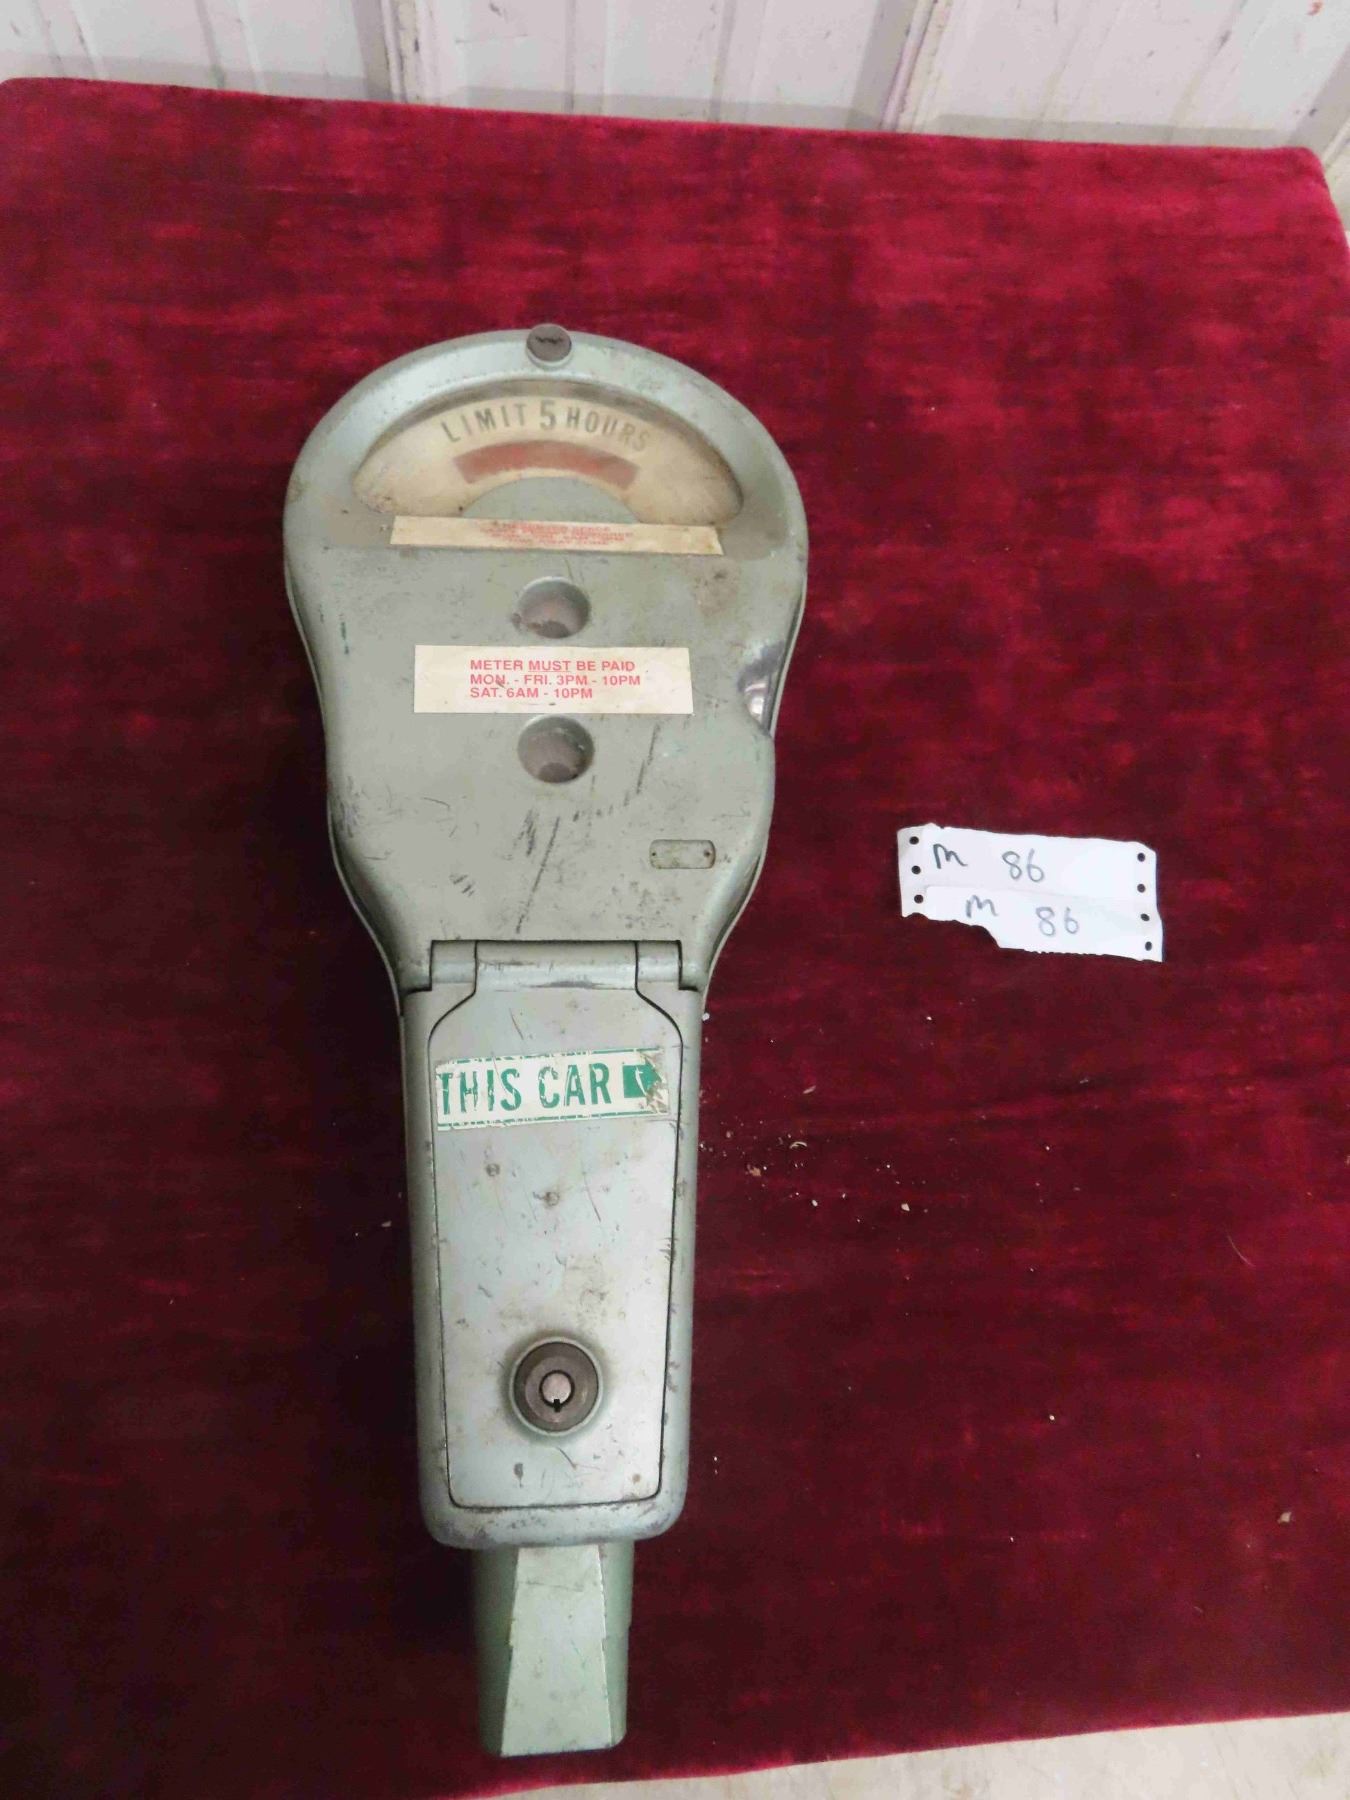 LIMIT 5 HOURS
METER MUST BE PAID
MON. - FRI. 3PM - 10PM
SAT. 6AM - 10PM
THIS CAR
M 86
M 86